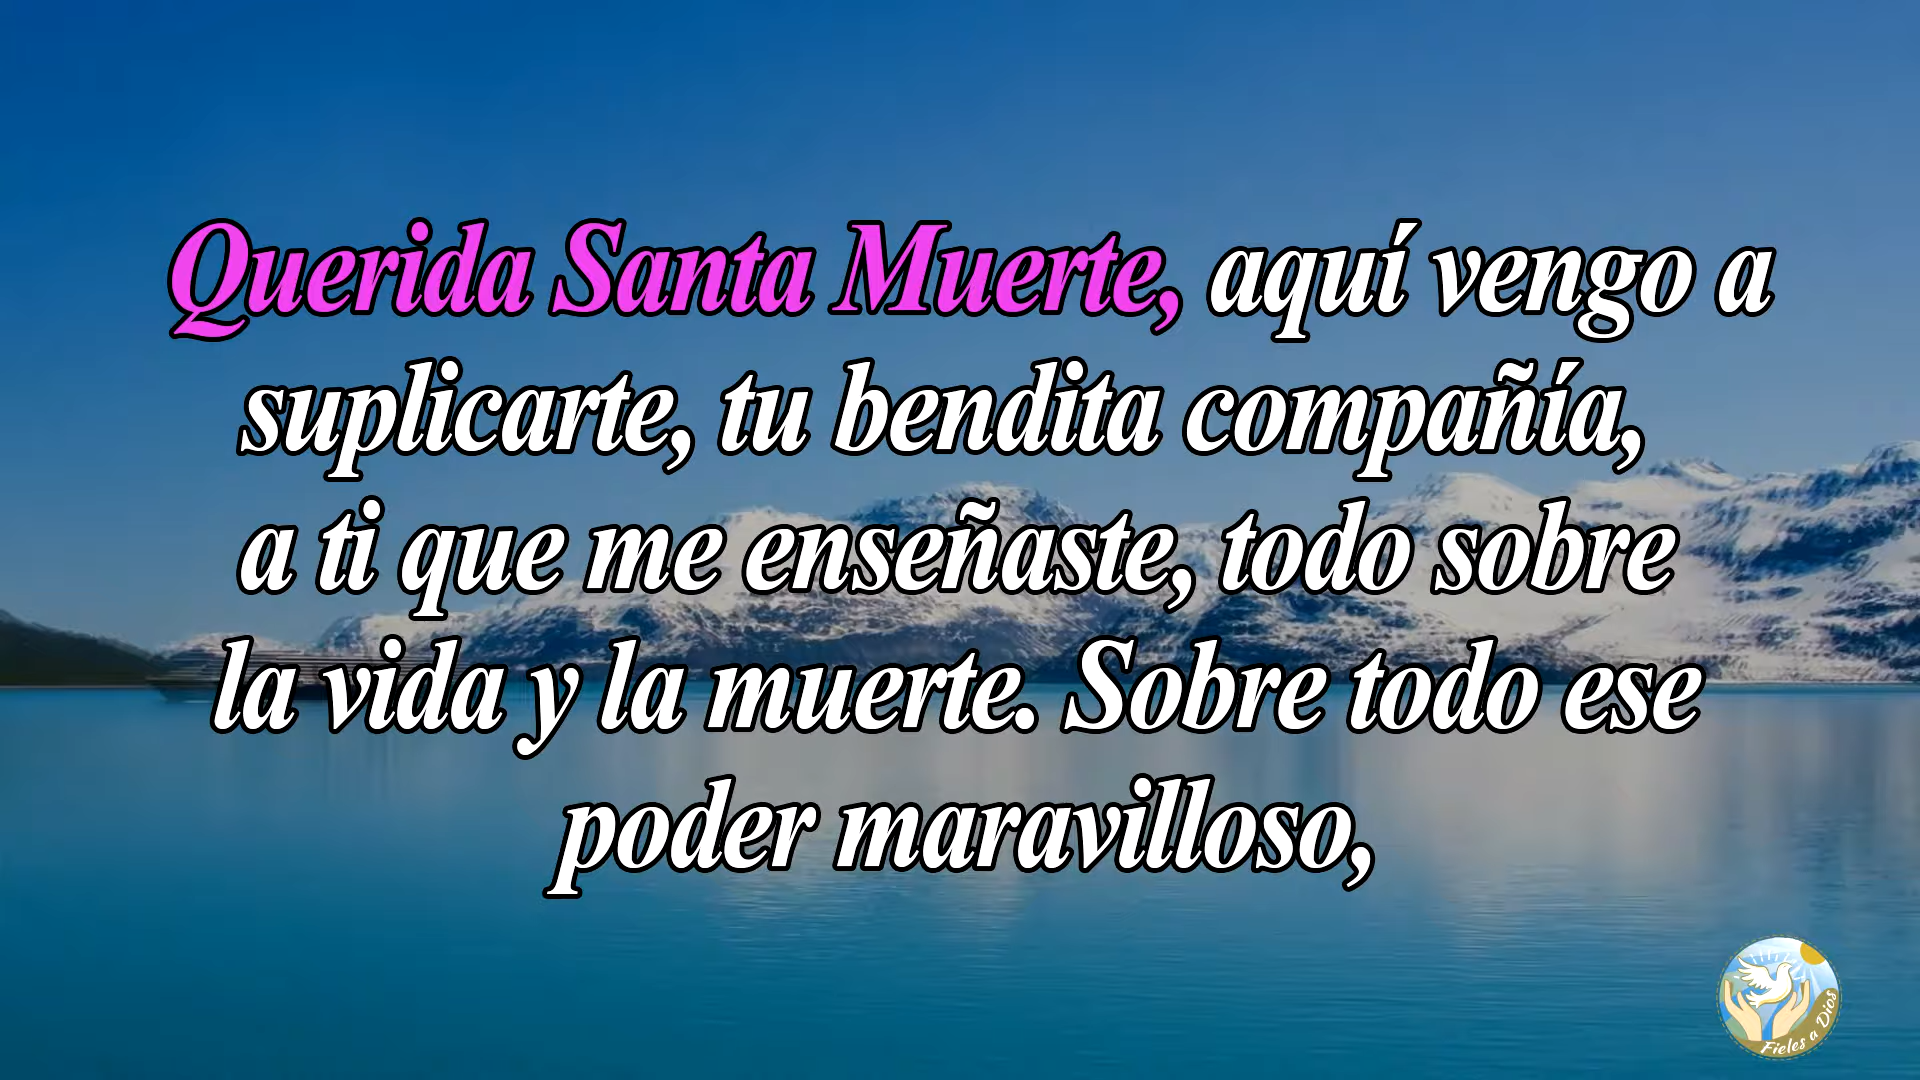 Querida Santa Muerte, aquí vengo a
suplicarte, tu bendita compañía,
a ti que me enseñaste, todo sobre
la vida y la muerte. Sobre todo ese
poder maravilloso,
Fieles a Dios